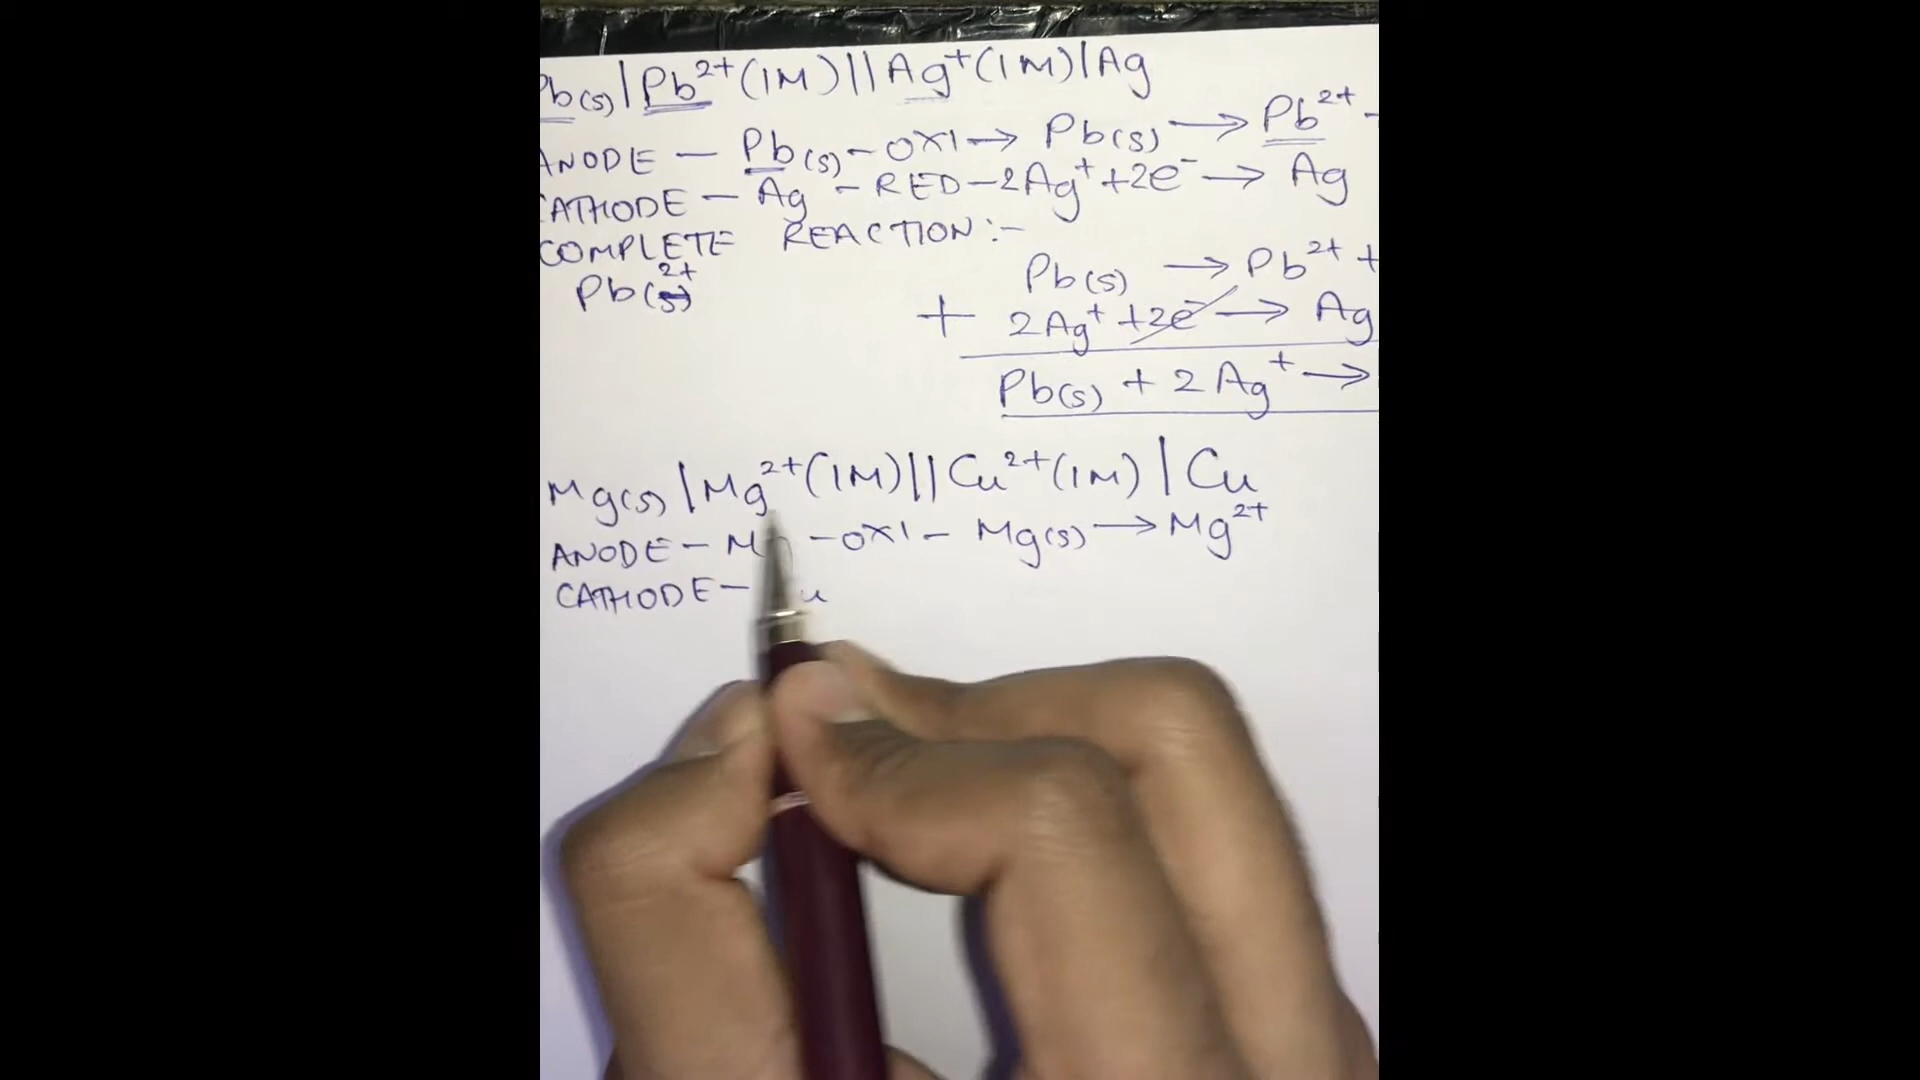 Pb(s)|Pb²⁺(1M)||Ag⁺(1M)|Ag
ANODE – Pb(s) – OXI → Pb(s) → Pb²⁺
CATHODE – Ag – RED – 2Ag⁺ + 2e⁻ → Ag
COMPLETE REACTION :-
Pb(s) → Pb²⁺ +
Pb²⁺
+ 2Ag⁺ + 2e⁻ → Ag
Pb(s) + 2Ag⁺ →
Mg(s)|Mg²⁺(1M)||Cu²⁺(1M)|Cu
ANODE – – OXI – Mg(s) → Mg²⁺
CATHODE –